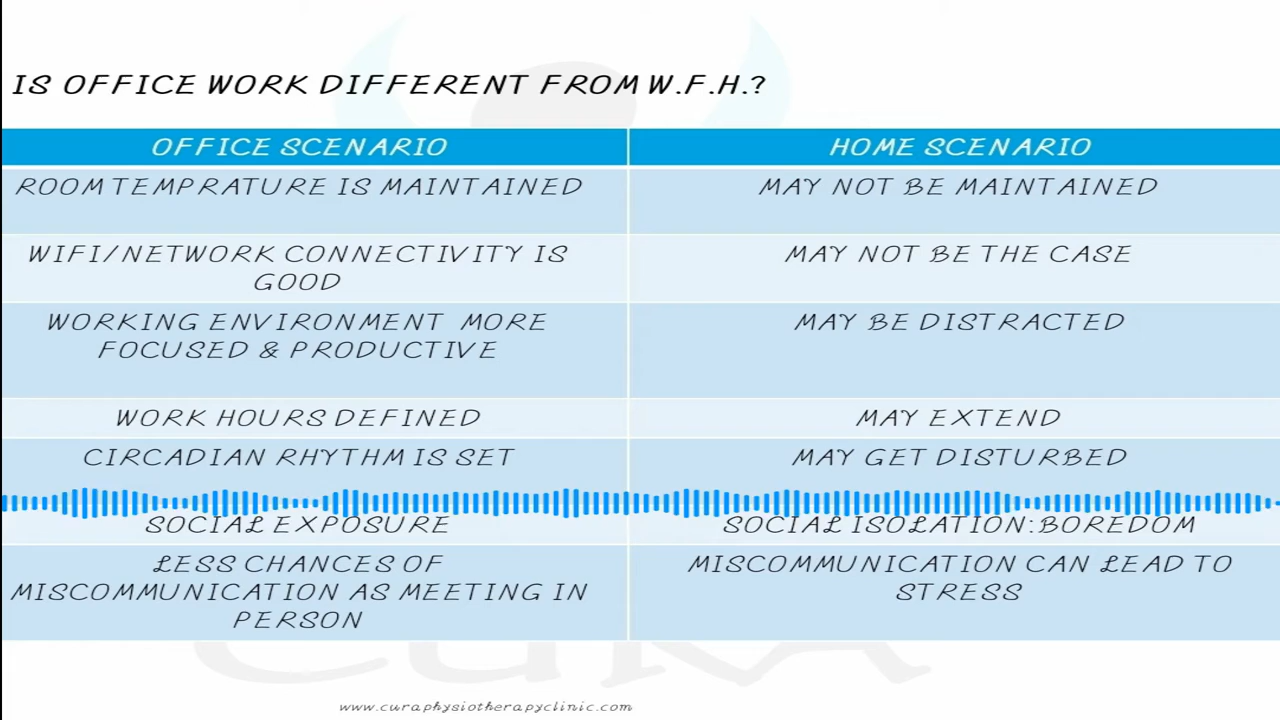 IS OFFICE WORK DIFFERENT FROM W.F.H.?
OFFICE SCENARIO
HOME SCENARIO
ROOM TEMPRATURE IS MAINTAINED
MAY NOT BE MAINTAINED
WIFI/NETWORK CONNECTIVITY IS
GOOD
MAY NOT BE THE CASE
WORKING ENVIRONMENT MORE
FOCUSED & PRODUCTIVE
MAY BE DISTRACTED
WORK HOURS DEFINED
MAY EXTEND
CIRCADIAN RHYTHM IS SET
MAY GET DISTURBED
SOCIAL EXPOSURE
SOCIAL ISOLATION:BOREDOM
LESS CHANCES OF
MISCOMMUNICATION AS MEETING IN
PERSON
MISCOMMUNICATION CAN LEAD TO
STRESS
CURA
www.curaphysiotherapyclinic.com